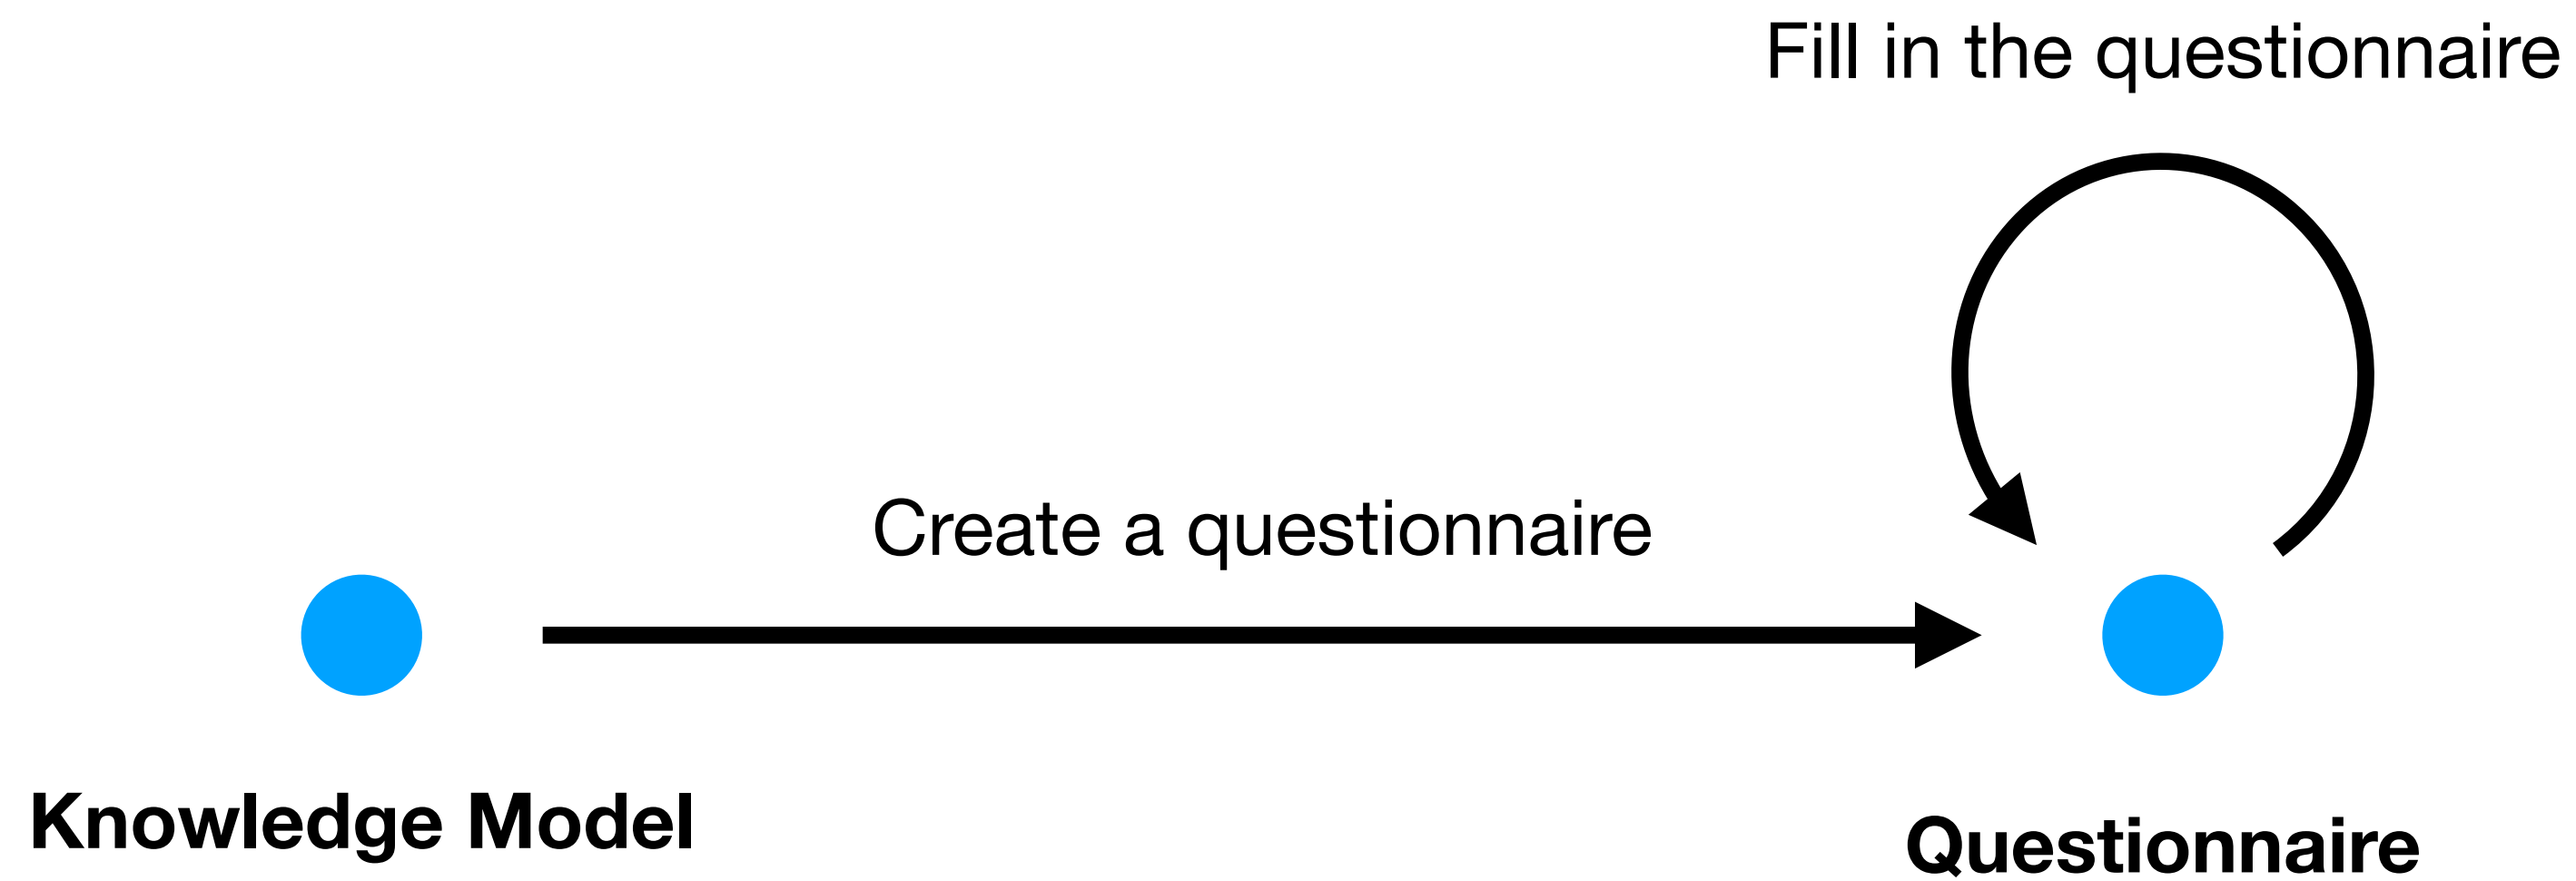 Fill in the questionnaire
Create a questionnaire
Knowledge Model
Questionnaire